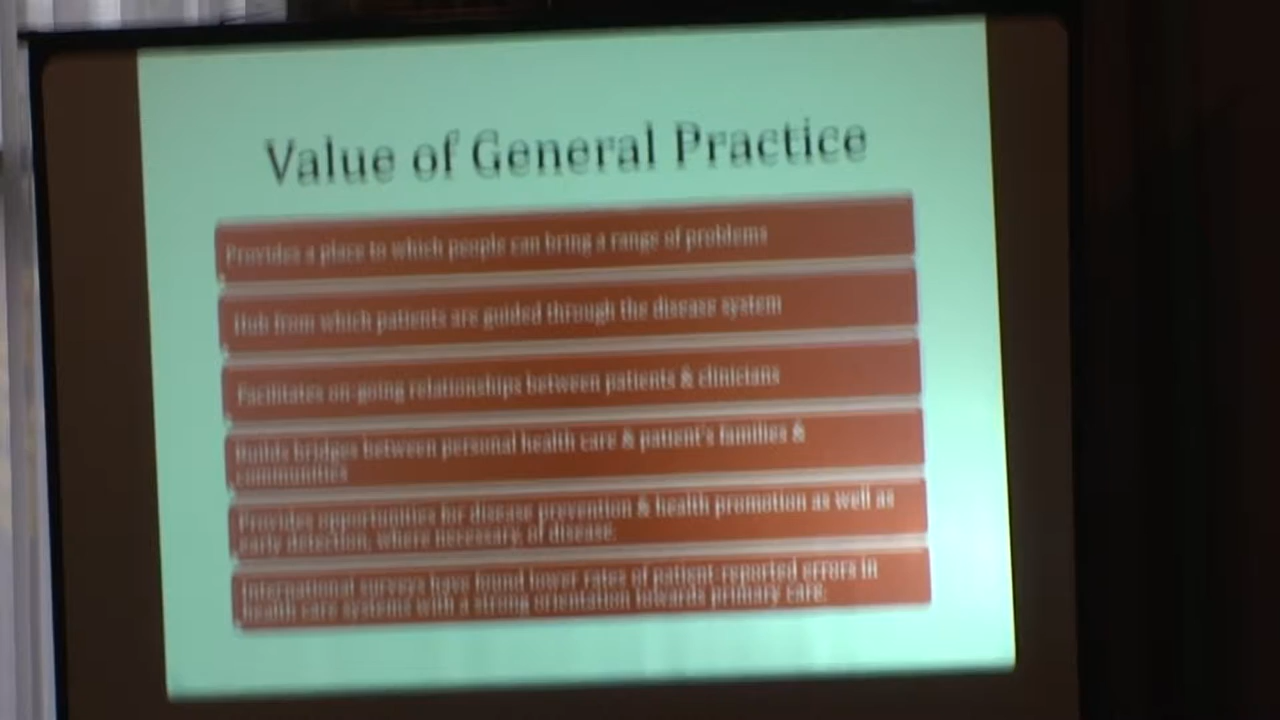 Value of General Practice
Provides a place to which people can bring a range of problems
Hub from which patients are guided through the disease system
Facilitates on-going relationships between patients & clinicians
Builds bridges between personal health care & patient's families &
communities
Provides opportunities for disease prevention & health promotion as well as
early detection, where necessary, of disease.
International surveys have found lower rates of patient-reported errors in
health care systems with a strong orientation towards primary care.